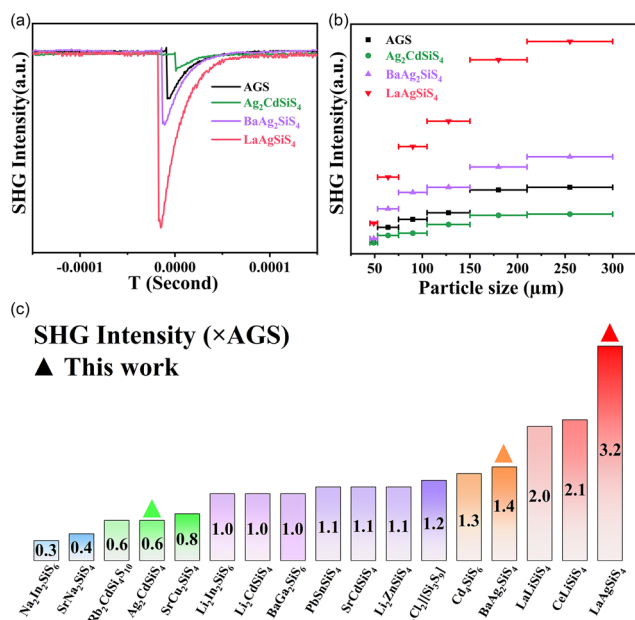 (a)
SHG Intensity(a.u.)
AGS
Ag₂CdSiS₄
BaAg₂SiS₄
LaAgSiS₄
-0.0001 0.0000 0.0001
T (Second)
(b)
SHG Intensity(a.u.)
AGS
Ag₂CdSiS₄
BaAg₂SiS₄
LaAgSiS₄
50 100 150 200 250 300
Particle size (μm)
(c)
SHG Intensity (×AGS)
▲ This work
0.3 0.4 0.6 0.6 0.8 1.0 1.0 1.0 1.1 1.1 1.1 1.2 1.3 1.4 2.0 2.1 3.2
Na₂In₂SiS₆
SrNa₂SiS₄
Rb₂CdSi₄S₁₀
Ag₂CdSiS₄
SrCu₂SiS₄
Li₂In₂SiS₆
Li₂CdSiS₄
BaGa₂SiS₆
PbSnSiS₄
SrCdSiS₄
Li₂ZnSiS₄
Cl₂][Si₃S₉]
Cd₄SiS₆
BaAg₂SiS₄
LaLiSiS₄
CeLiSiS₄
LaAgSiS₄